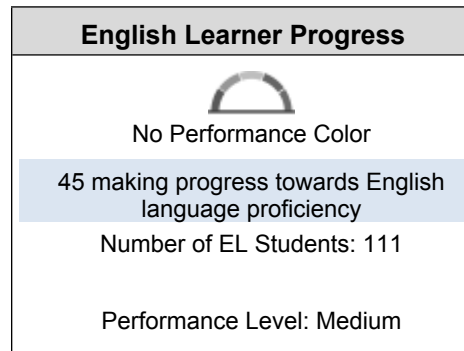 English Learner Progress
No Performance Color
45 making progress towards English
language proficiency
Number of EL Students: 111
Performance Level: Medium